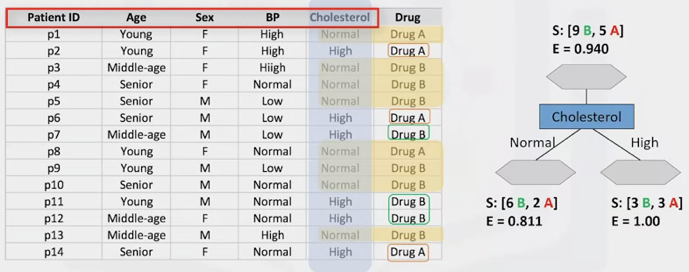 Patient ID Age Sex BP Cholesterol Drug
p1 Young F High Normal Drug A
p2 Young F High High Drug A
p3 Middle-age F Hiigh Normal Drug B
p4 Senior F Normal Normal Drug B
p5 Senior M Low Normal Drug B
p6 Senior M Low High Drug A
p7 Middle-age M Low High Drug B
p8 Young F Normal Normal Drug A
p9 Young M Low Normal Drug B
p10 Senior M Normal Normal Drug B
p11 Young M Normal High Drug B
p12 Middle-age F Normal High Drug B
p13 Middle-age M High Normal Drug B
p14 Senior F Normal High Drug A
S: [9 B, 5 A]
E = 0.940
Cholesterol
Normal High
S: [6 B, 2 A] S: [3 B, 3 A]
E = 0.811 E = 1.00